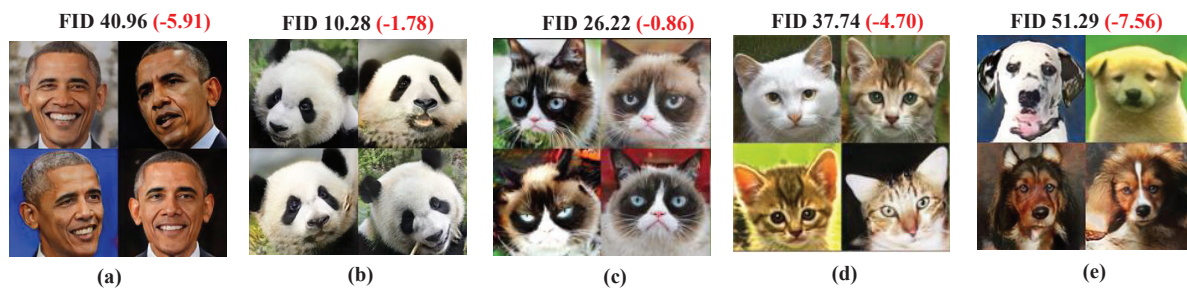 FID 40.96 (-5.91) FID 10.28 (-1.78) FID 26.22 (-0.86) FID 37.74 (-4.70) FID 51.29 (-7.56)
(a) (b) (c) (d) (e)